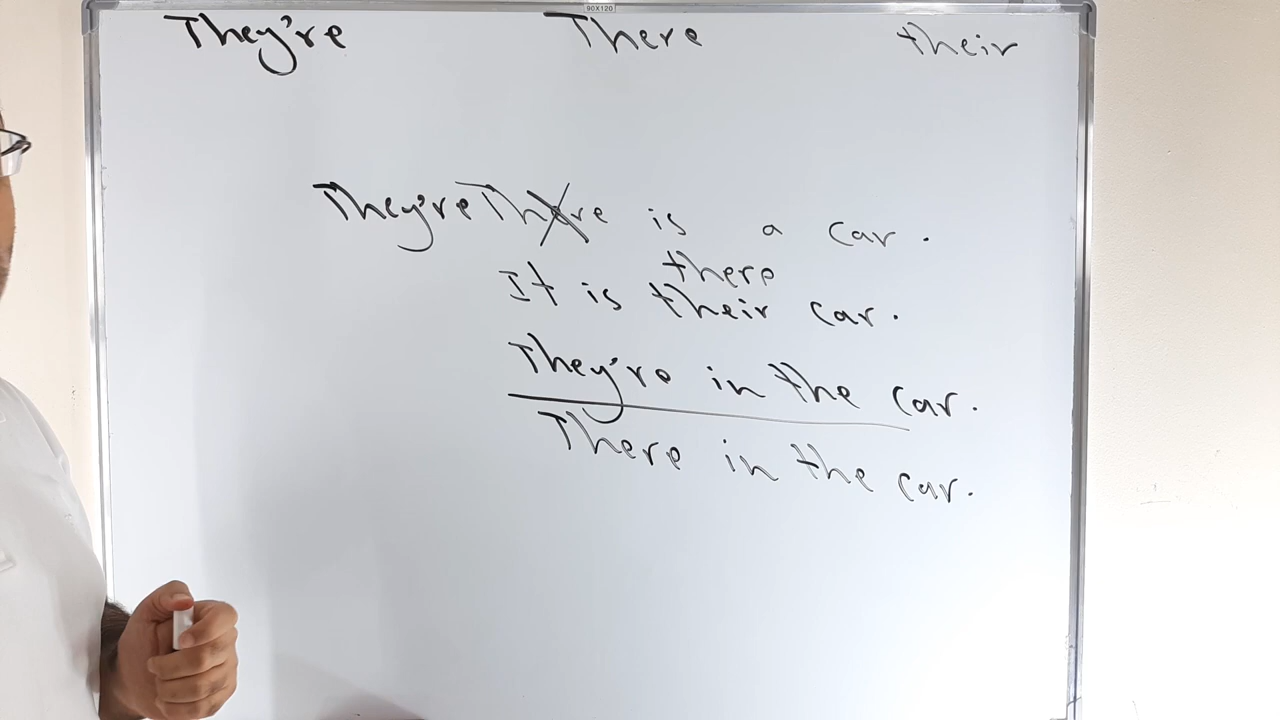 90X120
They're There their
They're There is a car.
there
It is their car.
They're in the car.
There in the car.